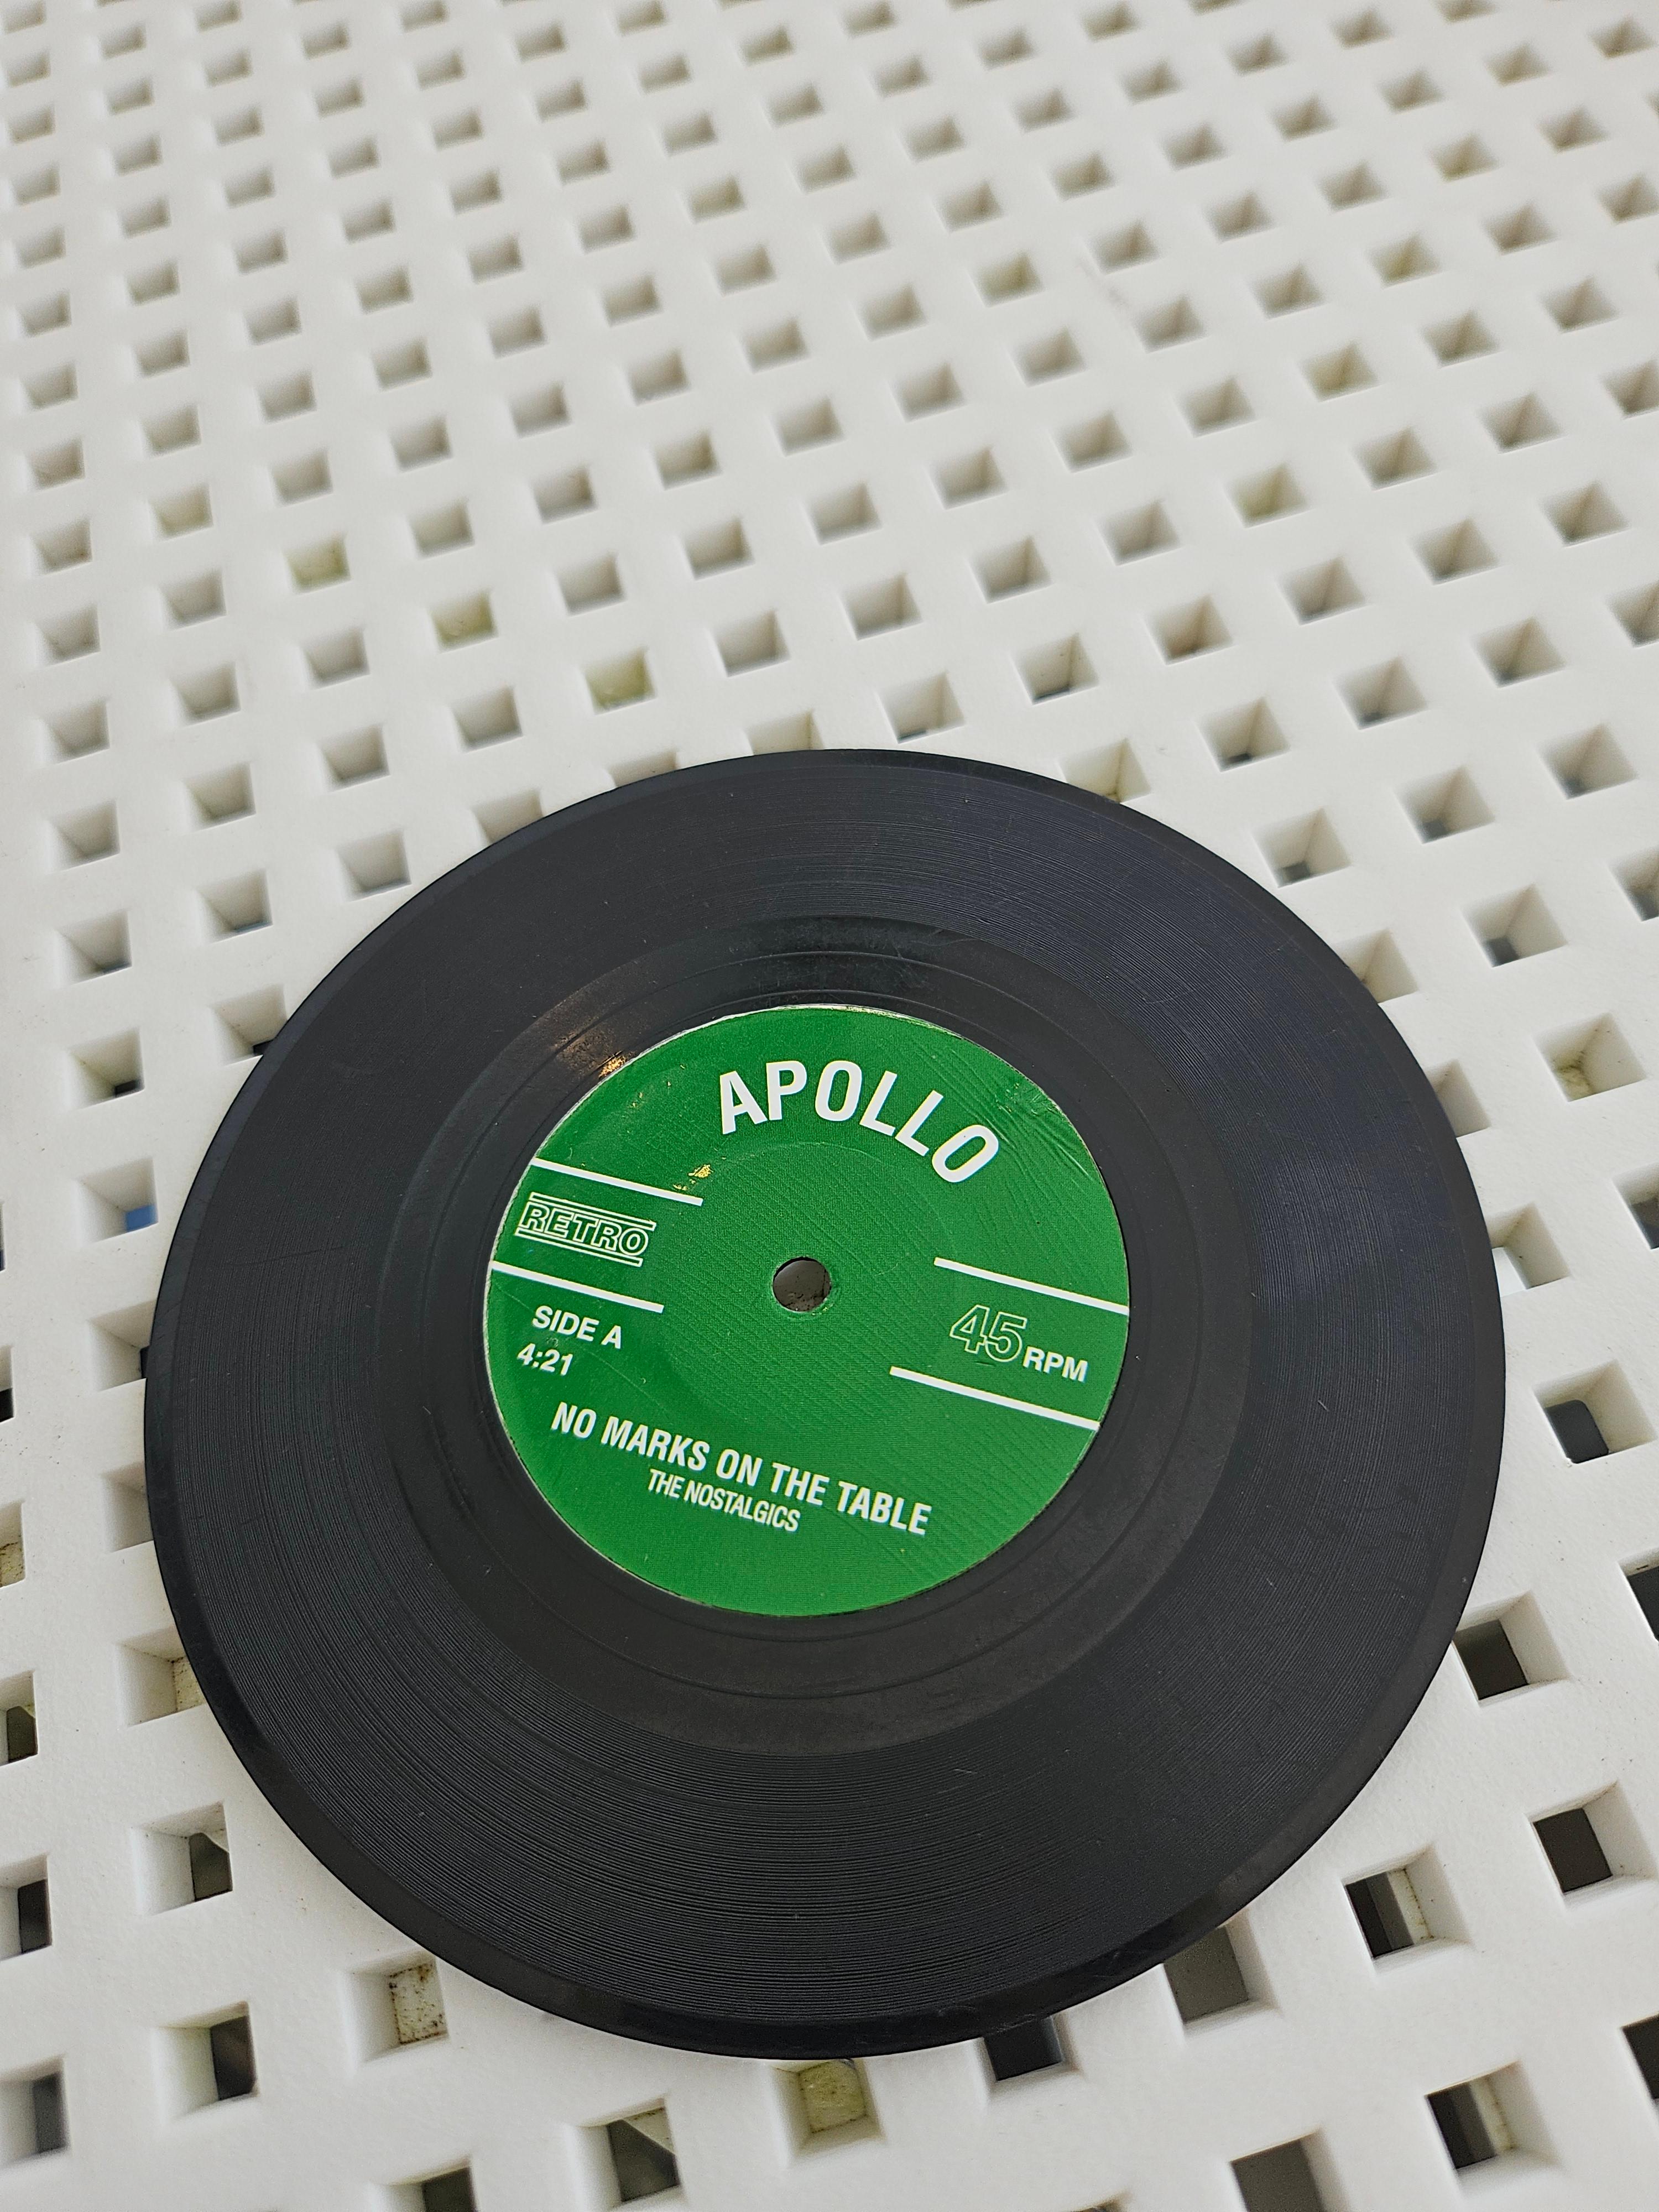 APOLLO
RETRO
SIDE A
4:21
45 RPM
NO MARKS ON THE TABLE
THE NOSTALGICS